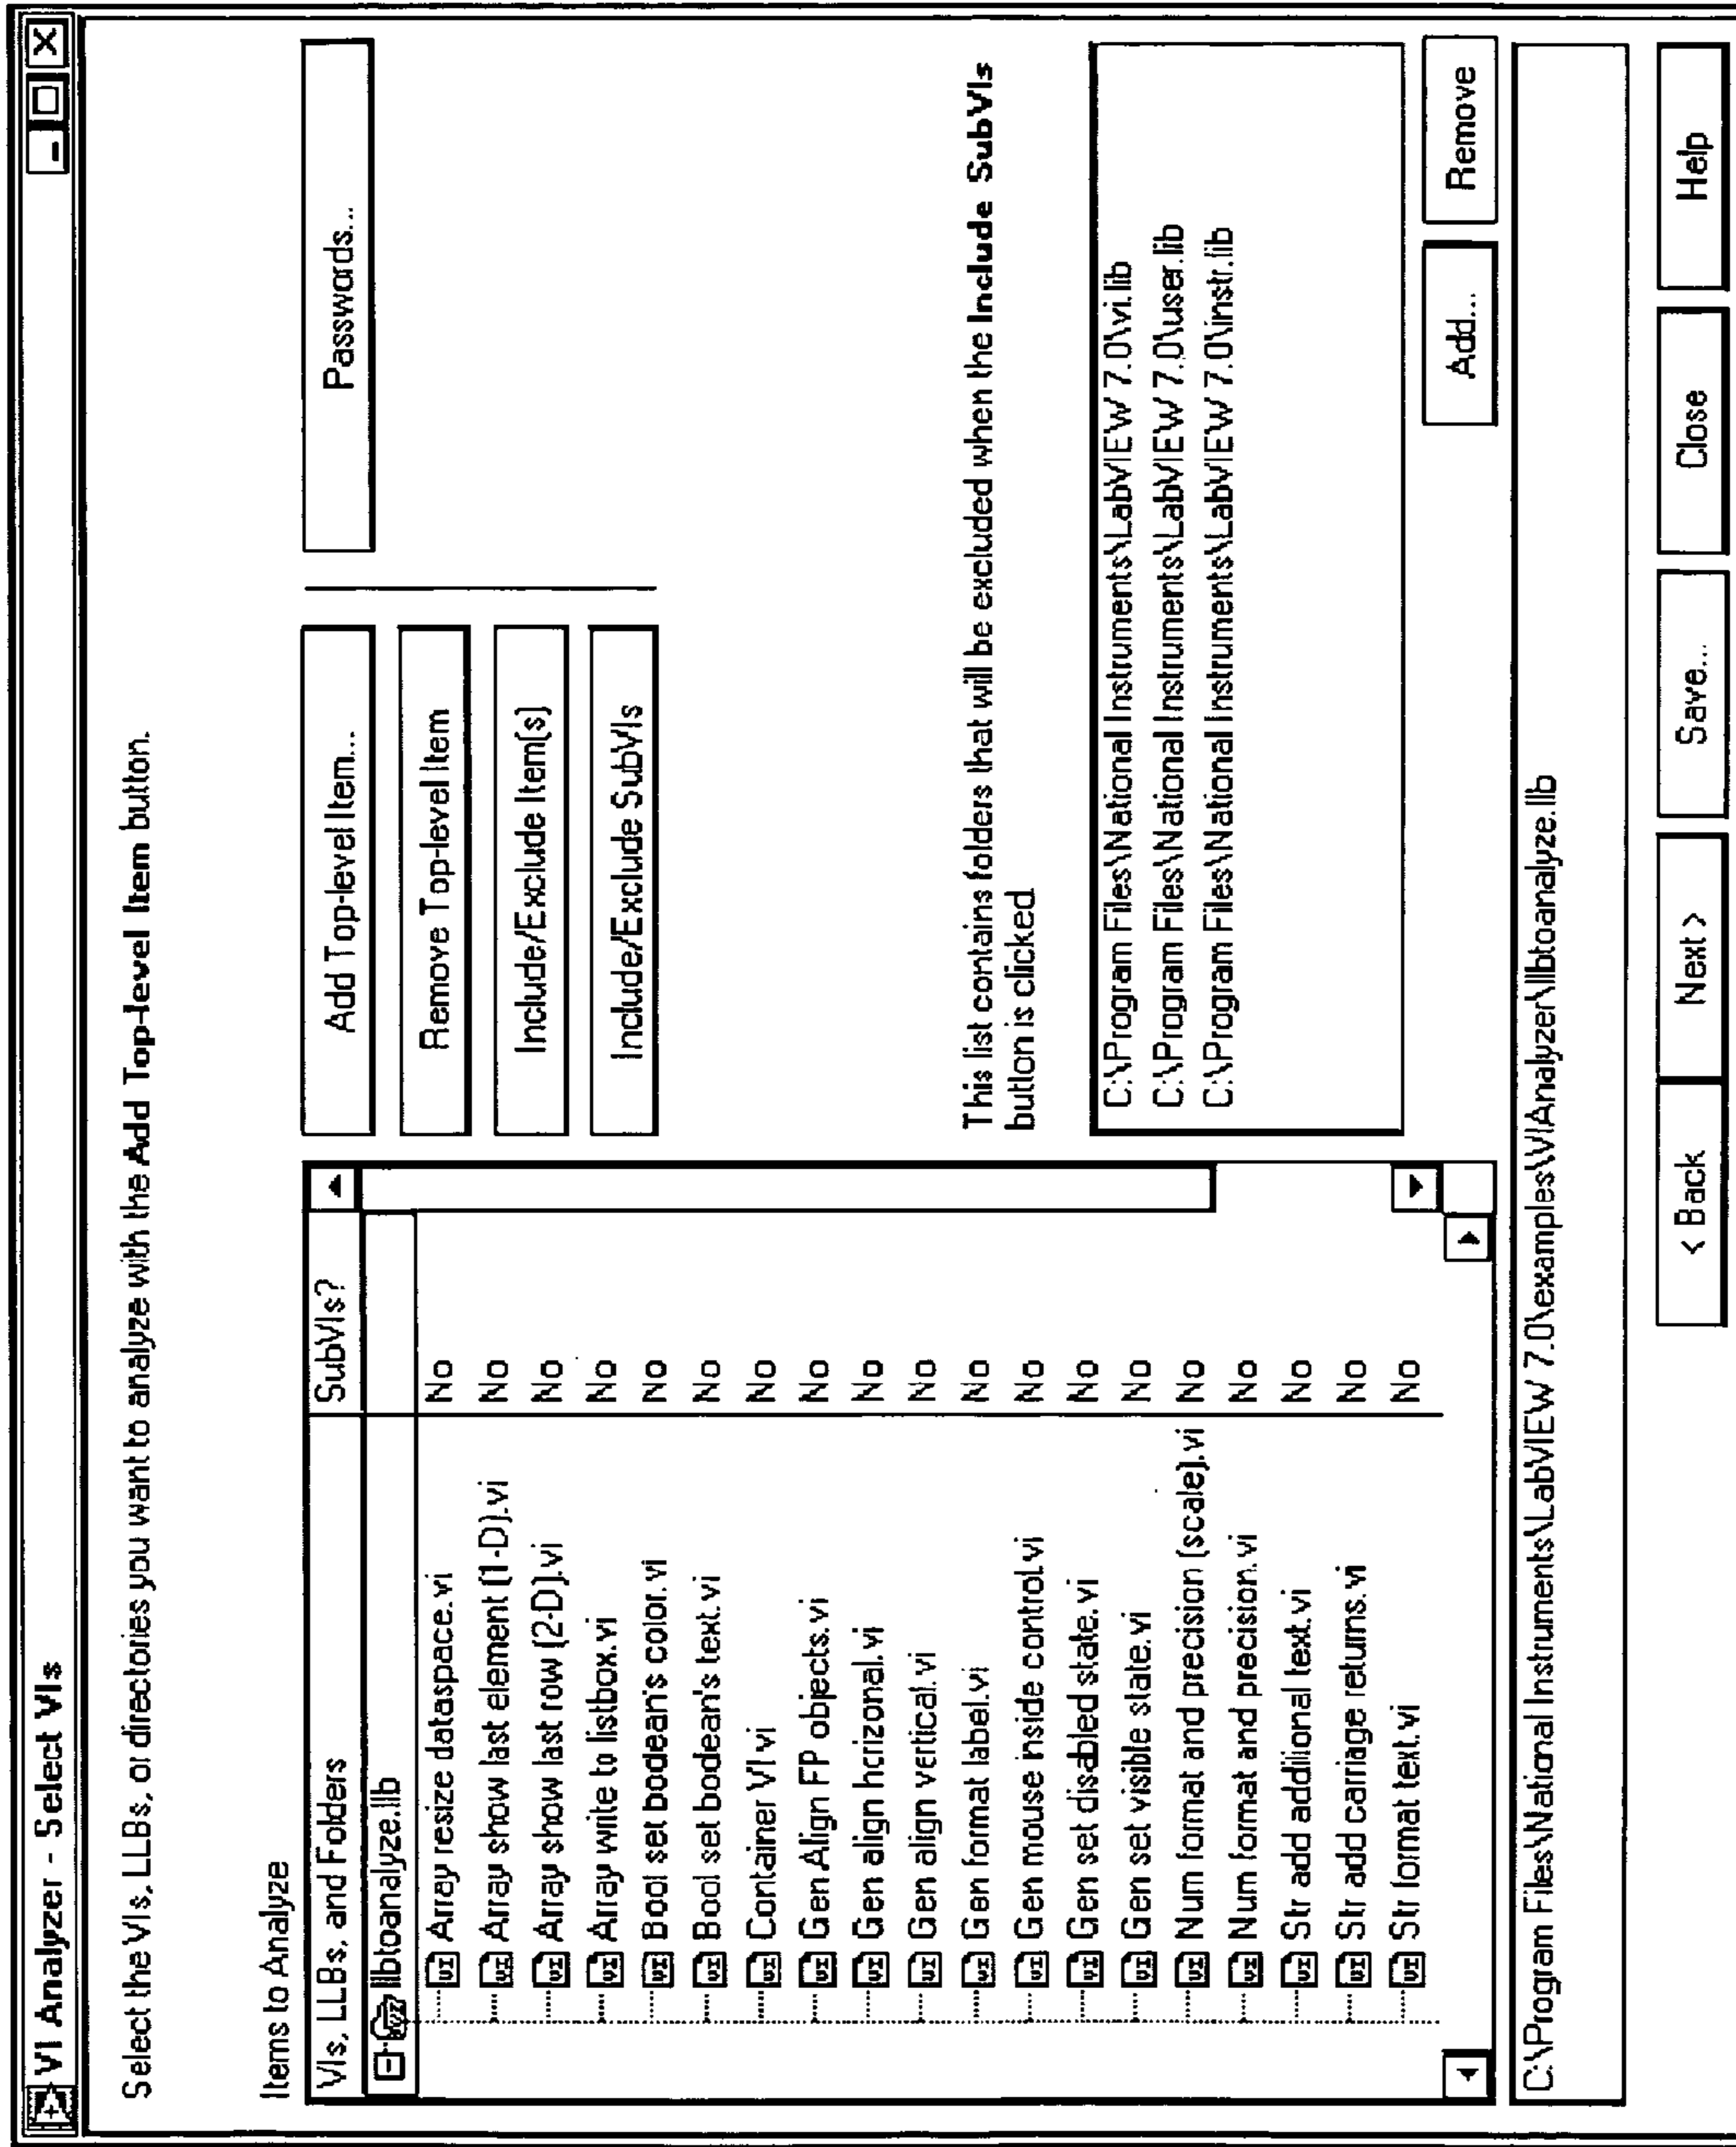 VI Analyzer - Select VIs
Select the VIs, LLBs, or directories you want to analyze with the Add Top-level Item button.
Items to Analyze
VIs, LLBs, and Folders SubVIs?
llbtoanalyze.llb
Array resize dataspace.vi No
Array show last element (1-D).vi No
Array show last row (2-D).vi No
Array write to listbox.vi No
Bool set boolean's color.vi No
Bool set boolean's text.vi No
Container VI.vi No
Gen Align FP objects.vi No
Gen align horizonal.vi No
Gen align vertical.vi No
Gen format label.vi No
Gen mouse inside control.vi No
Gen set disabled state.vi No
Gen set visible state.vi No
Num format and precision (scale).vi No
Num format and precision.vi No
Str add additional text.vi No
Str add carriage returns.vi No
Str format text.vi No
Add Top-level Item...
Remove Top-level Item
Include/Exclude Item(s)
Include/Exclude SubVIs
Passwords...
This list contains folders that will be excluded when the Include SubVIs
button is clicked
C:\Program Files\National Instruments\LabVIEW 7.0\vi.lib
C:\Program Files\National Instruments\LabVIEW 7.0\user.lib
C:\Program Files\National Instruments\LabVIEW 7.0\instr.lib
Add... Remove
C:\Program Files\National Instruments\LabVIEW 7.0\examples\VIAnalyzer\llbtoanalyze.llb
< Back Next > Save... Close Help